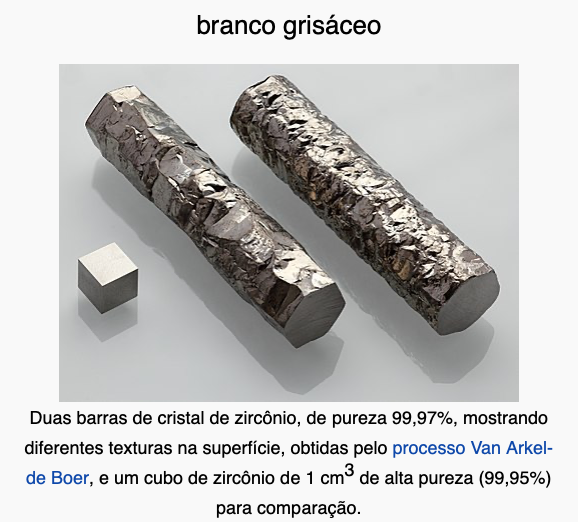 branco grisáceo
Duas barras de cristal de zircônio, de pureza 99,97%, mostrando
diferentes texturas na superfície, obtidas pelo processo Van Arkel-
de Boer, e um cubo de zircônio de 1 cm³ de alta pureza (99,95%)
para comparação.